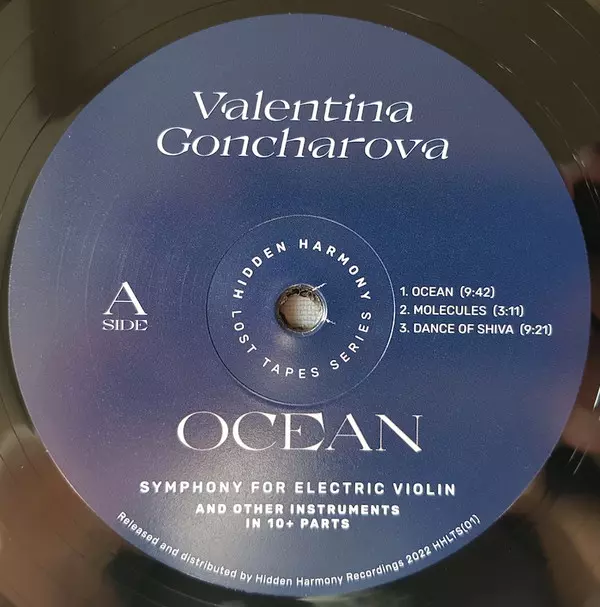 Valentina
Goncharova
HIDDEN HARMONY
LOST TAPES SERIES
A
SIDE
1. OCEAN (9:42)
2. MOLECULES (3:11)
3. DANCE OF SHIVA (9:21)
OCEAN
SYMPHONY FOR ELECTRIC VIOLIN
AND OTHER INSTRUMENTS
IN 10+ PARTS
Released and distributed by Hidden Harmony Recordings 2022 HHLTS(01)